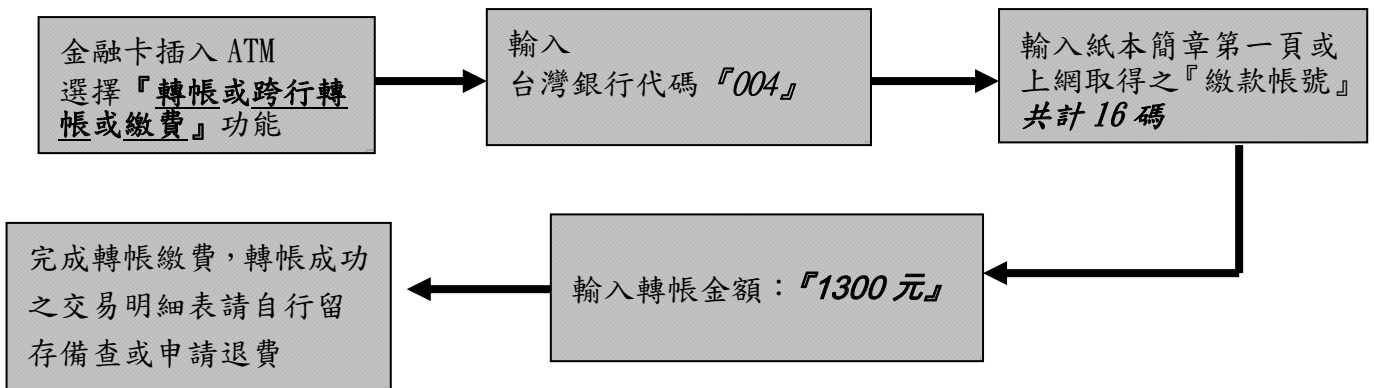 金融卡插入 ATM
選擇『轉帳或跨行轉
帳或繳費』功能
輸入
台灣銀行代碼『004』
輸入紙本簡章第一頁或
上網取得之『繳款帳號』
共計 16 碼
輸入轉帳金額：『1300 元』
完成轉帳繳費，轉帳成功
之交易明細表請自行留
存備查或申請退費